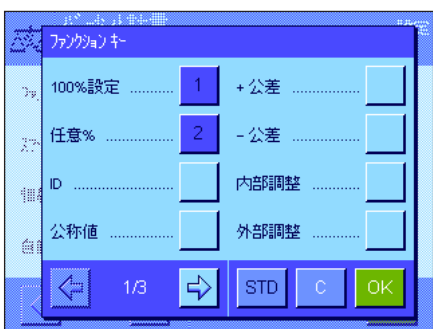 ファンクション キー
100%設定 .......... 1
任意% ............... 2
ID .......................
公称値 ...............
+ 公差 ..................
- 公差 ..................
内部調整 ..........
外部調整 ..........
1/3
STD
C
OK